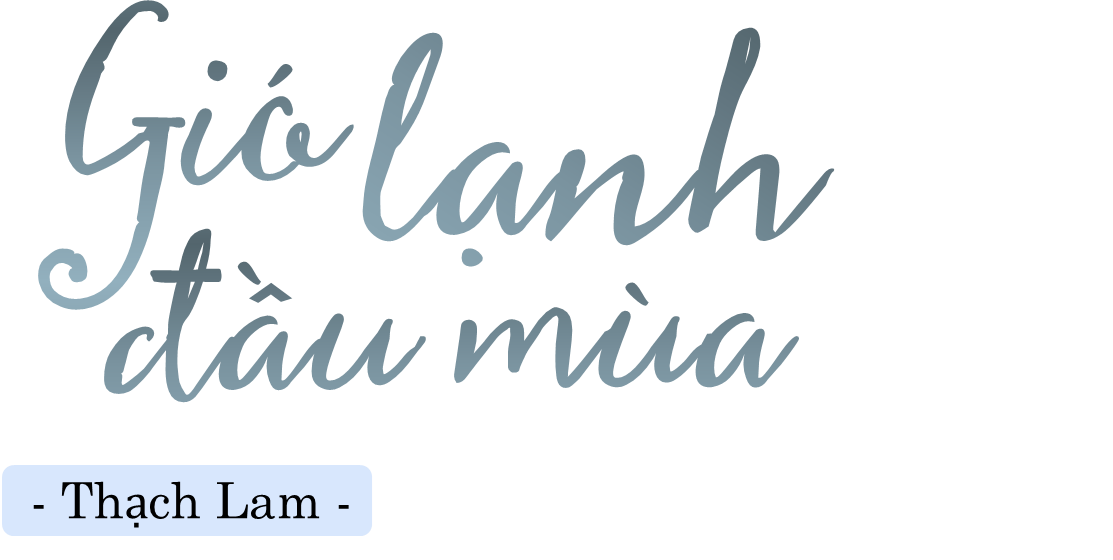 Gió lạnh
đầu mùa
- Thạch Lam -